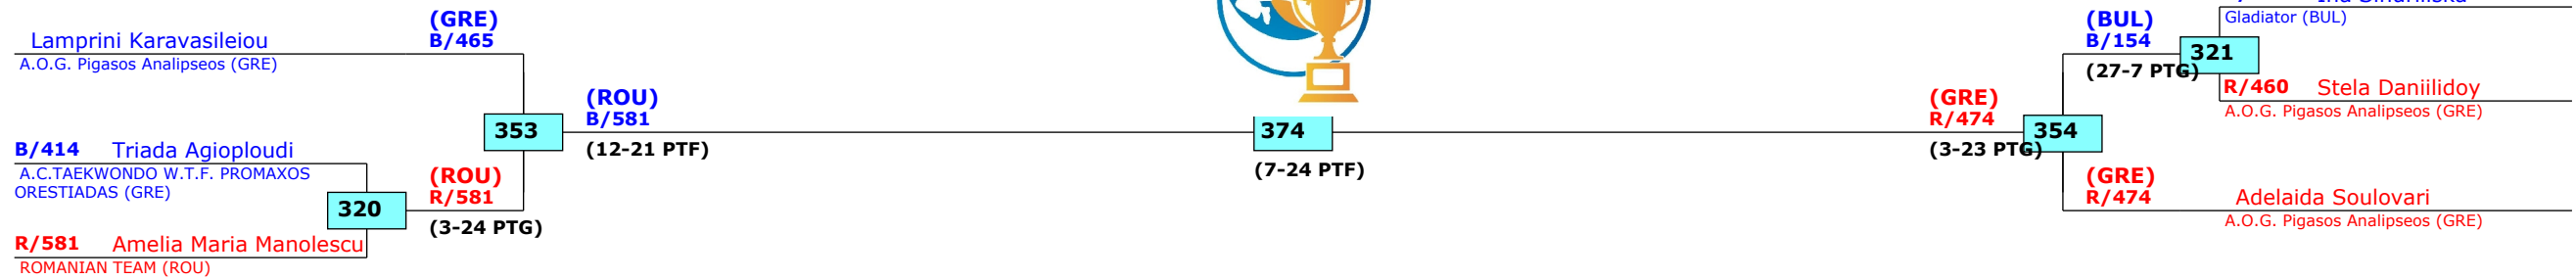 (GRE)
B/465
Lamprini Karavasileiou
A.O.G. Pigasos Analipseos (GRE)
353
(ROU)
B/581
(12-21 PTF)
B/414 Triada Agioploudi
A.C.TAEKWONDO W.T.F. PROMAXOS
ORESTIADAS (GRE)
320
(ROU)
R/581
(3-24 PTG)
R/581 Amelia Maria Manolescu
ROMANIAN TEAM (ROU)
374
(7-24 PTF)
(GRE)
R/474
(3-23 PTG)
354
(BUL)
B/154
(27-7 PTG)
321
Gladiator (BUL)
R/460 Stela Daniilidoy
A.O.G. Pigasos Analipseos (GRE)
(GRE)
R/474
Adelaida Soulovari
A.O.G. Pigasos Analipseos (GRE)